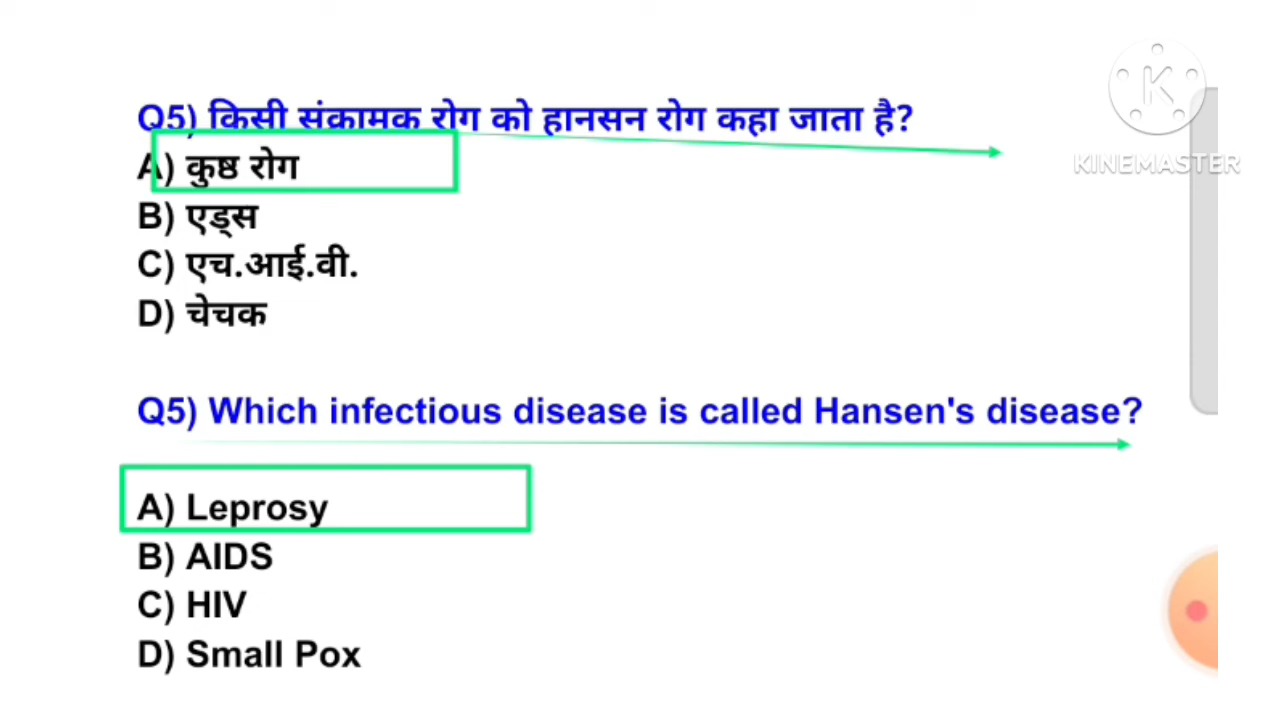 Q5) किसी संक्रामक रोग को हानसन रोग कहा जाता है?
A) कुष्ठ रोग
B) एड्स
C) एच.आई.वी.
D) चेचक
KINEMASTER
Q5) Which infectious disease is called Hansen's disease?
A) Leprosy
B) AIDS
C) HIV
D) Small Pox